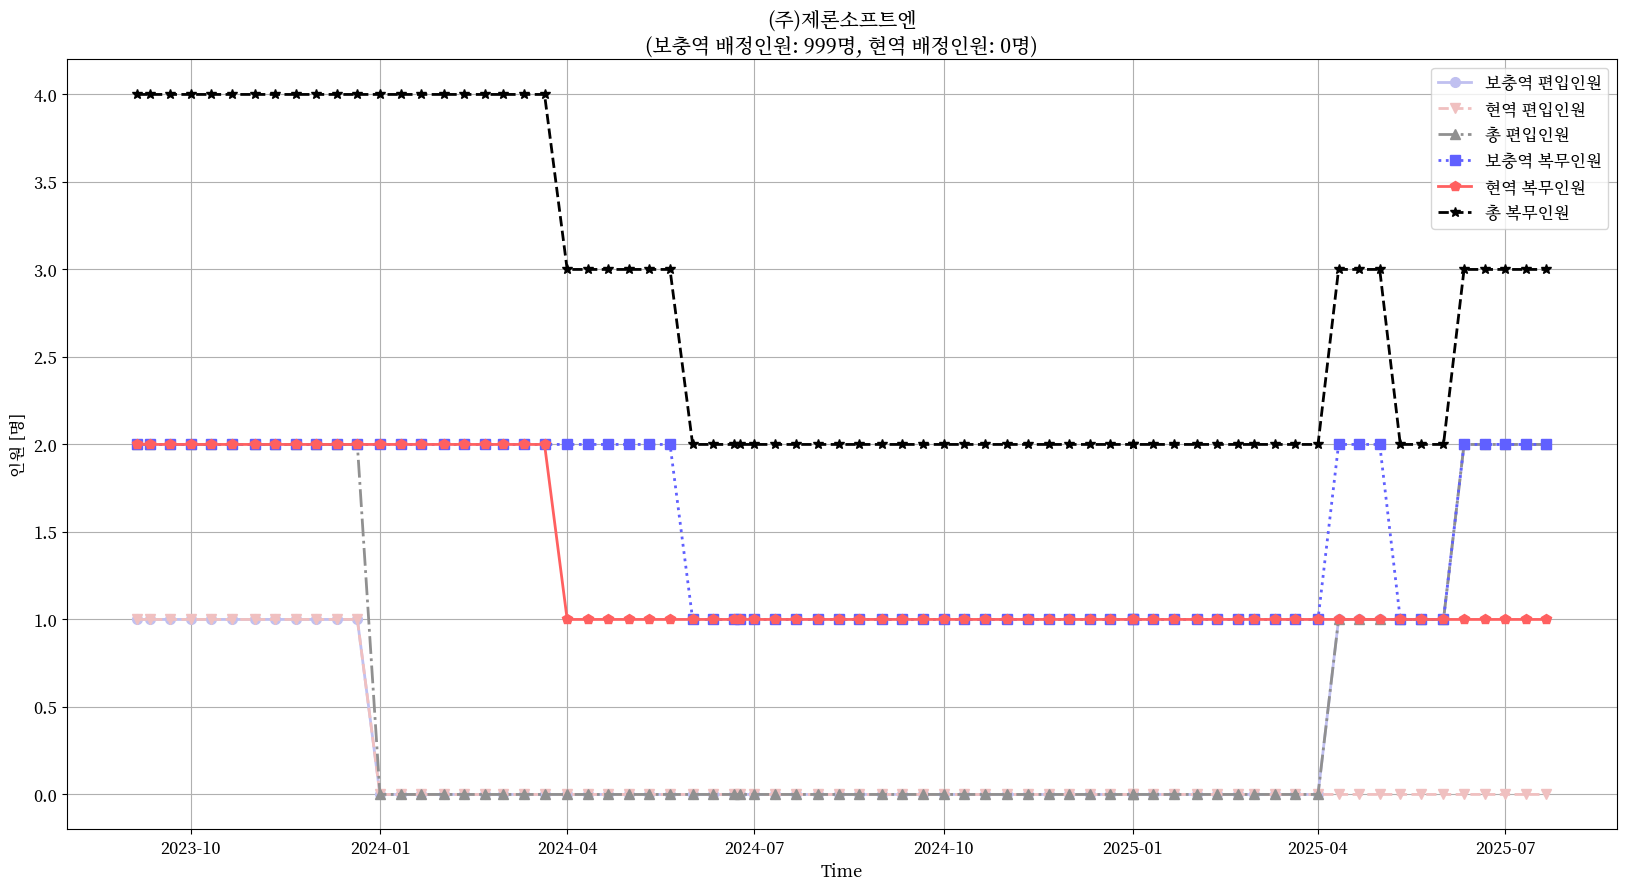 (주)제론소프트엔
(보충역 배정인원: 999명, 현역 배정인원: 0명)
보충역 편입인원
현역 편입인원
총 편입인원
보충역 복무인원
현역 복무인원
총 복무인원
인원 [명]
4.0
3.5
3.0
2.5
2.0
1.5
1.0
0.5
0.0
2023-10
2024-01
2024-04
2024-07
2024-10
2025-01
2025-04
2025-07
Time